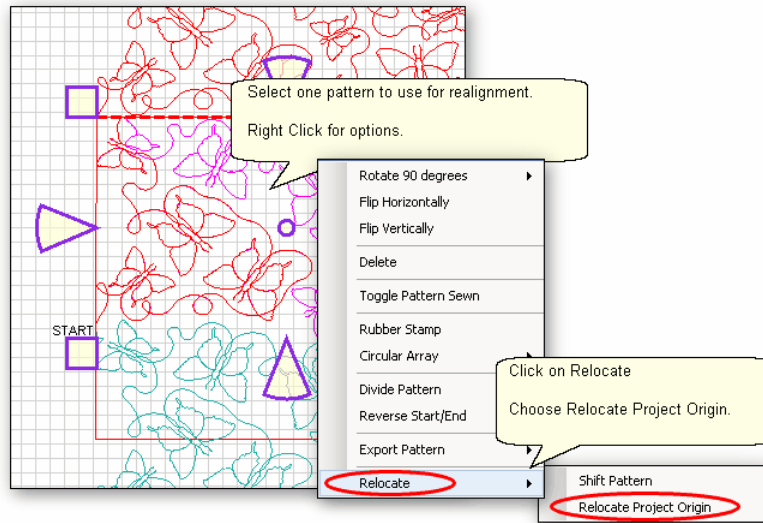 Select one pattern to use for realignment.
Right Click for options.
Rotate 90 degrees
Flip Horizontally
Flip Vertically
Delete
Toggle Pattern Sewn
START
Rubber Stamp
Circular Array
Click on Relocate
Divide Pattern
Choose Relocate Project Origin.
Reverse Start/End
Export Pattern
Relocate
Shift Pattern
Relocate Project Origin